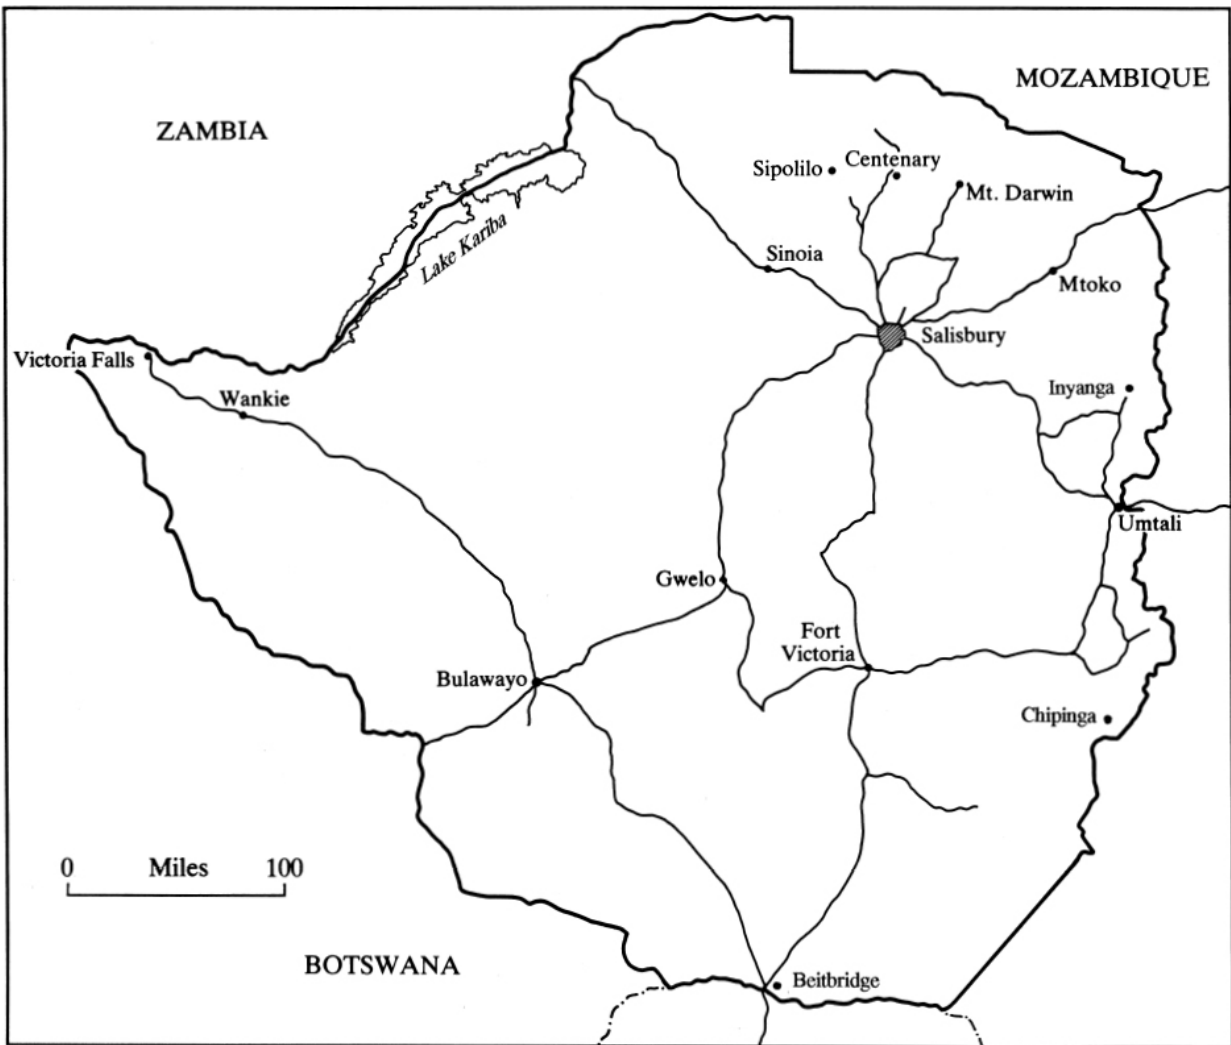 MOZAMBIQUE
ZAMBIA
Sipolilo
Centenary
Mt. Darwin
Lake Kariba
Sinoia
Mtoko
Salisbury
Victoria Falls
Wankie
Inyanga
Umtali
Gwelo
Fort
Victoria
Bulawayo
Chipinga
0 Miles 100
BOTSWANA
Beitbridge